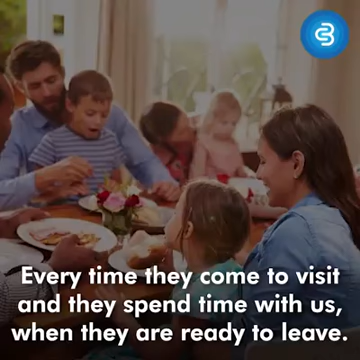 Every time they come to visit
and they spend time with us,
when they are ready to leave.